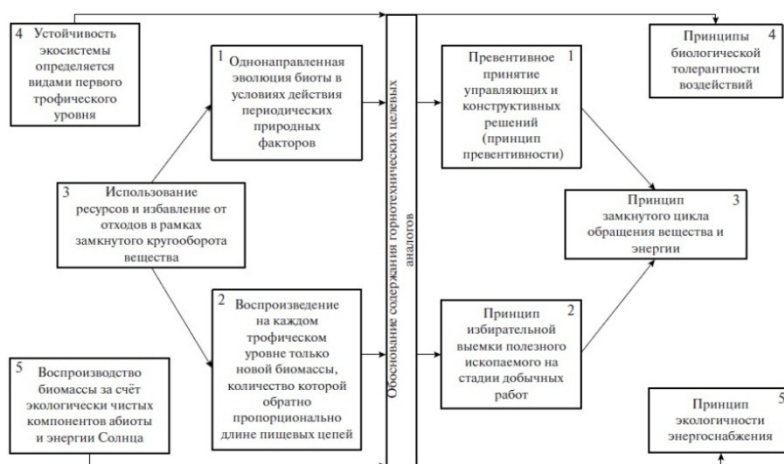 4
Устойчивость
экосистемы
определяется
видами первого
трофического
уровня
1
Однонаправленная
эволюция биоты в
условиях действия
периодических
природных
факторов
3
Использование
ресурсов и избавление от
отходов в рамках
замкнутого кругооборота
вещества
2
Воспроизведение
на каждом
трофическом
уровне только
новой биомассы,
количество которой
обратно
пропорционально
длине пищевых цепей
5
Воспроизводство
биомассы за счёт
экологически чистых
компонентов абиоты
и энергии Солнца
Обоснование содержания горнотехнических целевых
аналогов
1
Превентивное
принятие
управляющих и
конструктивных
решений
(принцип
превентивности)
4
Принципы
биологической
толерантности
воздействий
3
Принцип
замкнутого цикла
обращения вещества и
энергии
2
Принцип
избирательной
выемки полезного
ископаемого на
стадии добычных
работ
5
Принцип
экологичности
энергоснабжения